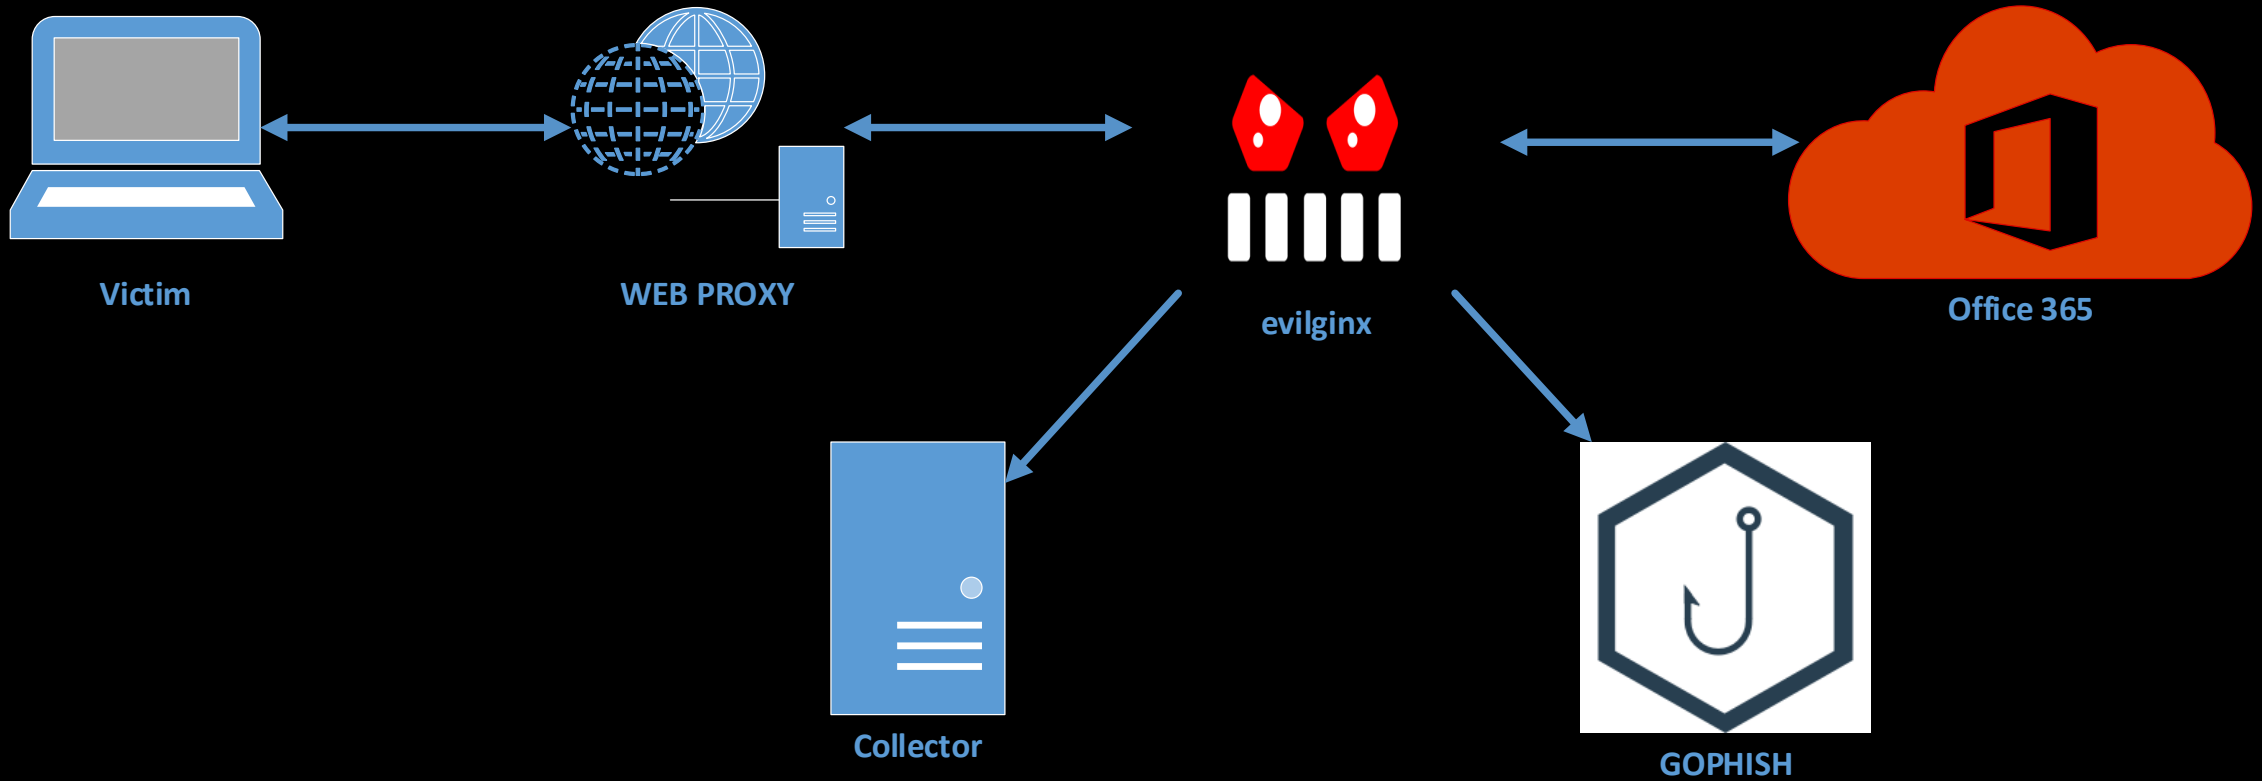 Victim
WEB PROXY
evilginx
Office 365
Collector
GOPHISH